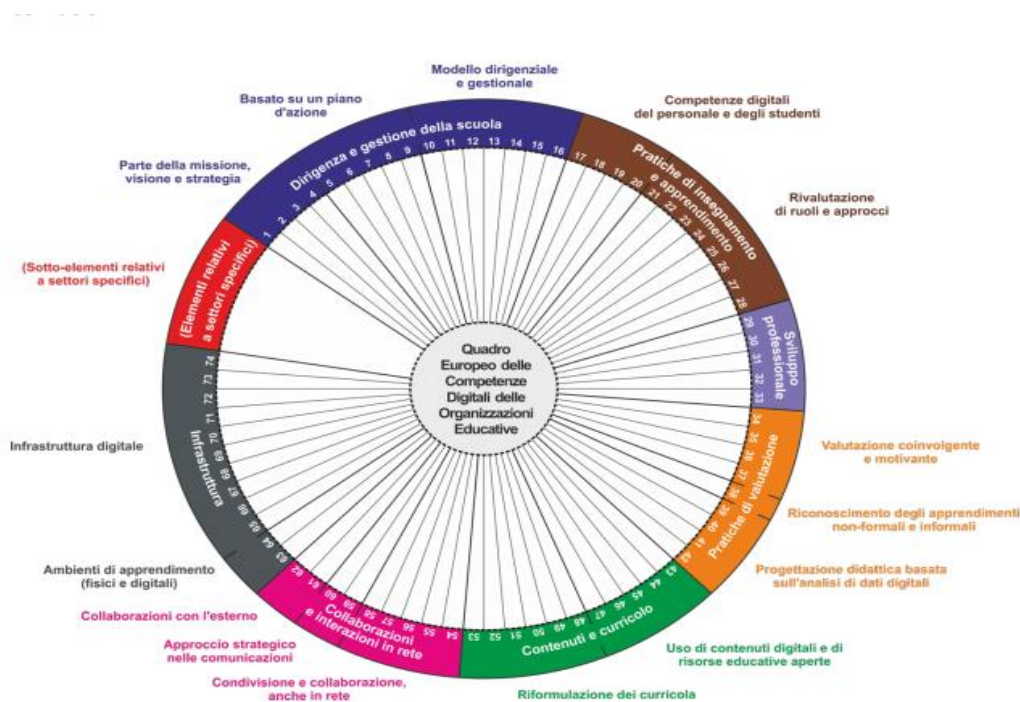 Modello dirigenziale
e gestionale
Basato su un piano
d'azione
Competenze digitali
del personale e degli studenti
Parte della missione,
visione e strategia
Rivalutazione
di ruoli e approcci
(Sotto-elementi relativi
a settori specifici)
Dirigenza e gestione della scuola
Pratiche di insegnamento
e apprendimento
Sviluppo
professionale
Pratiche di valutazione
Contenuti e curricolo
Collaborazioni
e interazioni in rete
Infrastruttura
(Elementi relativi
a settori specifici)
1 2 3 4 5 6 7 8 9 10 11 12 13 14 15 16
17 18 19 20 21 22 23 24 25 26 27 28
29 30 31 32 33
34 35 36 37 38 39 40 41 42
43 44 45 46 47 48 49 50 51 52 53
54 55 56 57 58 59 60 61 62
63 64 65 66 67 68 69 70 71 72 73 74
Quadro
Europeo delle
Competenze
Digitali delle
Organizzazioni
Educative
Infrastruttura digitale
Valutazione coinvolgente
e motivante
Riconoscimento degli apprendimenti
non-formali e informali
Ambienti di apprendimento
(fisici e digitali)
Progettazione didattica basata
sull'analisi di dati digitali
Collaborazioni con l'esterno
Approccio strategico
nelle comunicazioni
Uso di contenuti digitali e di
risorse educative aperte
Condivisione e collaborazione,
anche in rete
Riformulazione dei curricola